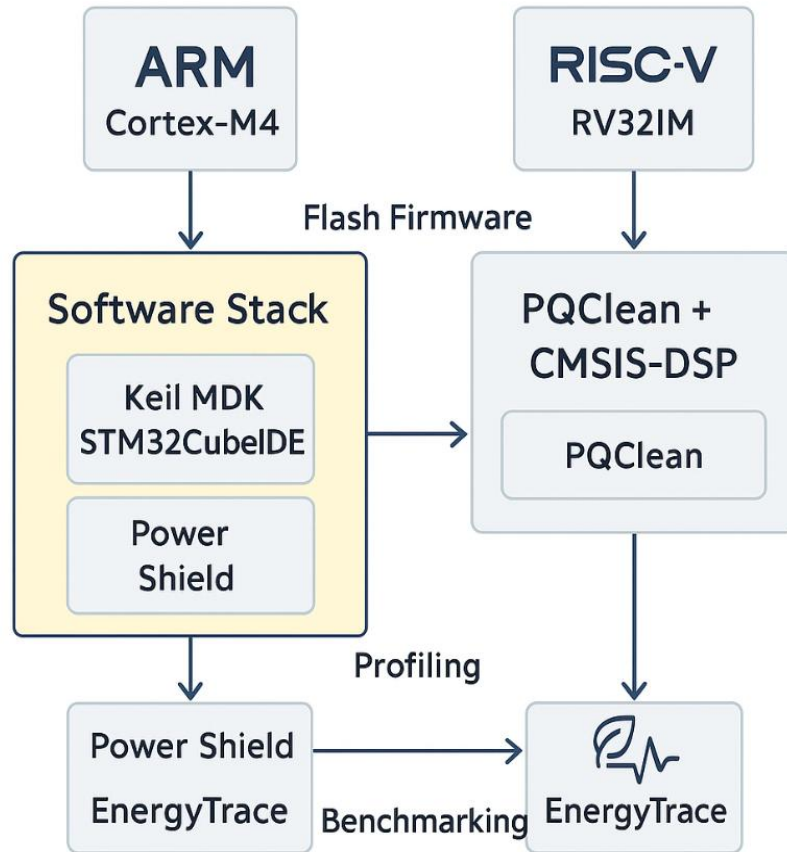 ARM
Cortex-M4
RISC-V
RV32IM
Flash Firmware
Software Stack
Keil MDK
STM32CubeIDE
Power
Shield
PQClean +
CMSIS-DSP
PQClean
Profiling
Power Shield
EnergyTrace
Benchmarking
EnergyTrace